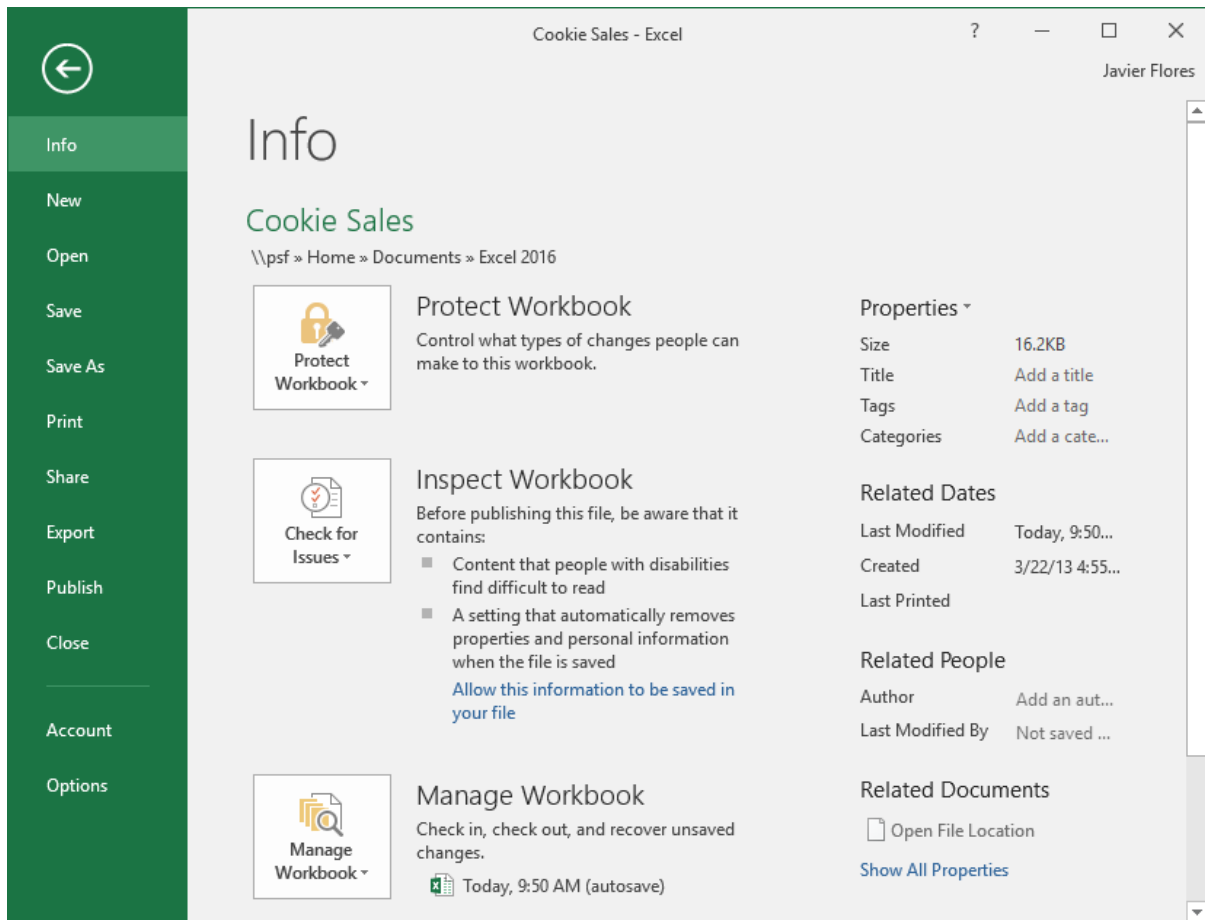 Cookie Sales - Excel
?
Javier Flores
Info
New
Open
Save
Save As
Print
Share
Export
Publish
Close
Account
Options
Info
Cookie Sales
\\psf » Home » Documents » Excel 2016
Protect
Workbook
Protect Workbook
Control what types of changes people can
make to this workbook.
Check for
Issues
Inspect Workbook
Before publishing this file, be aware that it
contains:
Content that people with disabilities
find difficult to read
A setting that automatically removes
properties and personal information
when the file is saved
Allow this information to be saved in
your file
Manage
Workbook
Manage Workbook
Check in, check out, and recover unsaved
changes.
Today, 9:50 AM (autosave)
Properties
Size 16.2KB
Title Add a title
Tags Add a tag
Categories Add a cate...
Related Dates
Last Modified Today, 9:50...
Created 3/22/13 4:55...
Last Printed
Related People
Author Add an aut...
Last Modified By Not saved ...
Related Documents
Open File Location
Show All Properties